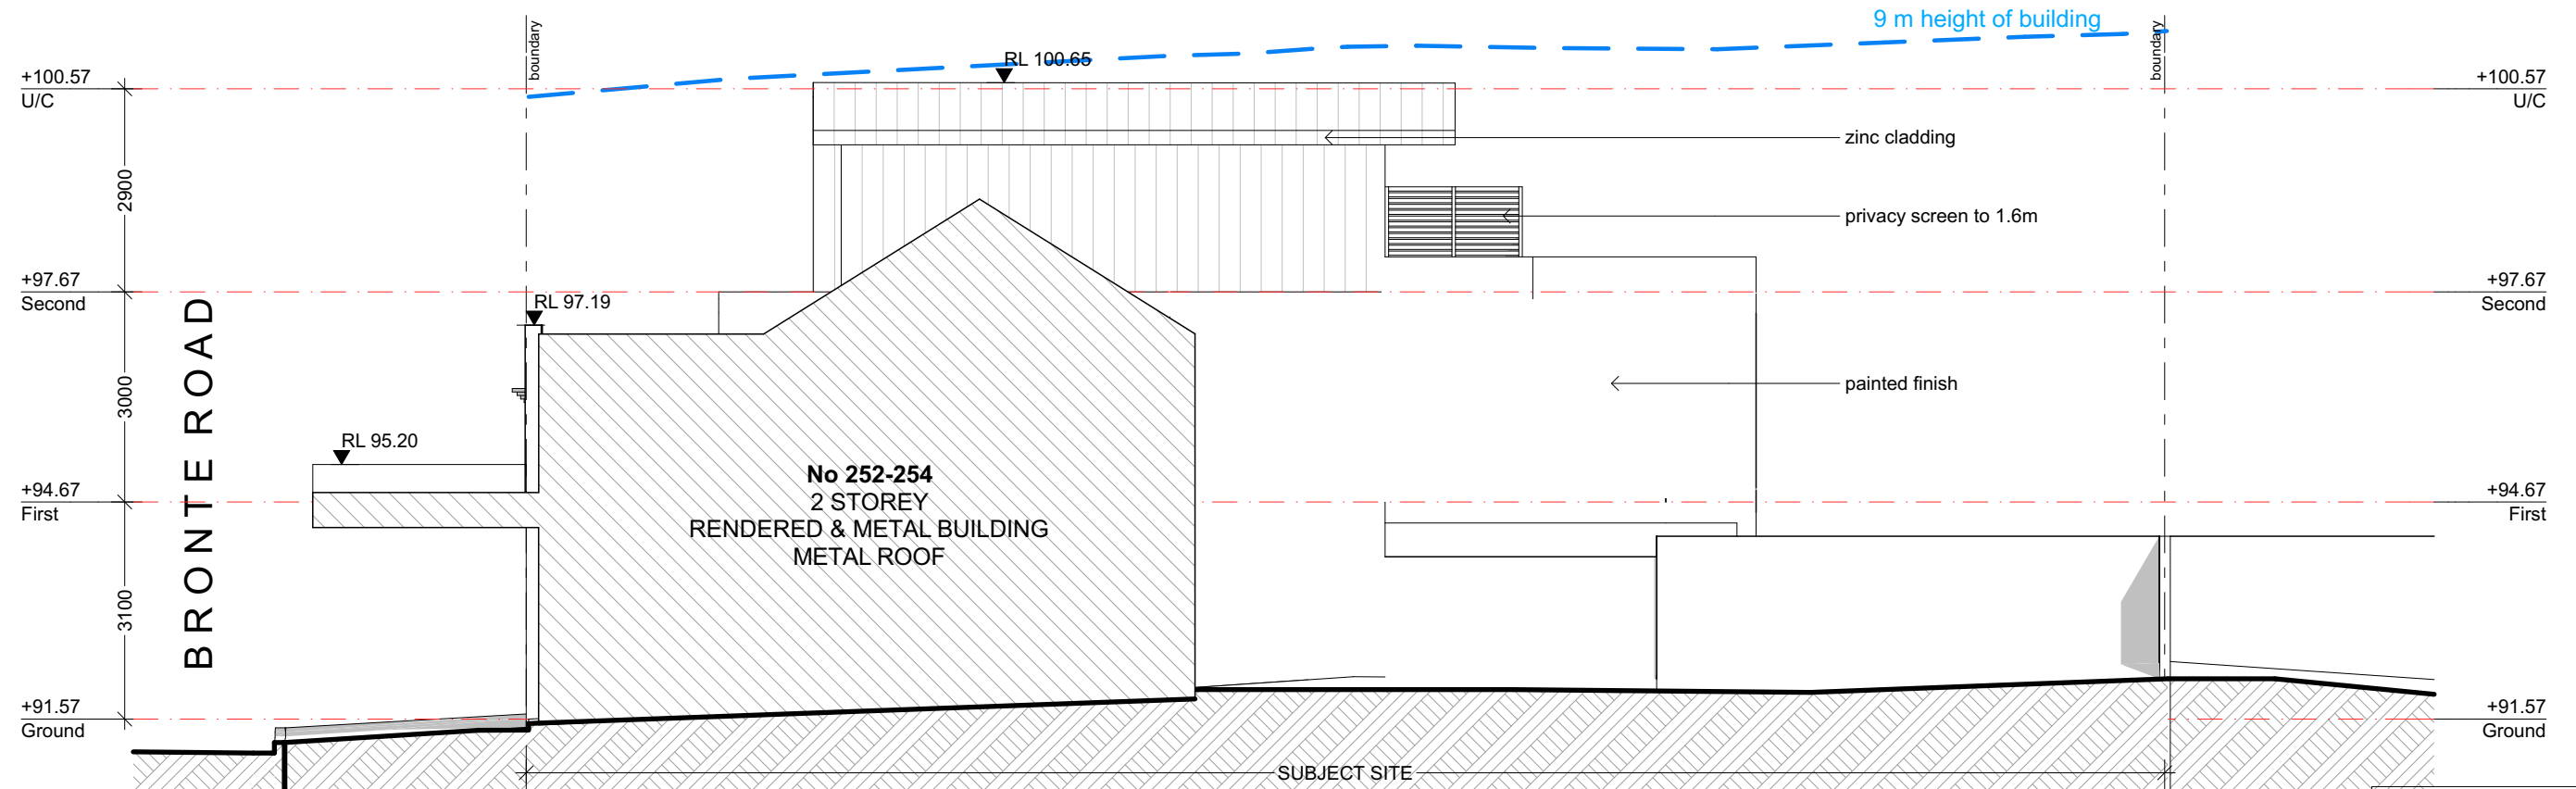 9 m height of building
boundary
boundary
RL 100.65
+100.57
U/C
+100.57
U/C
zinc cladding
2900
privacy screen to 1.6m
+97.67
Second
+97.67
Second
RL 97.19
BRONTE ROAD
3000
painted finish
RL 95.20
No 252-254
2 STOREY
RENDERED & METAL BUILDING
METAL ROOF
+94.67
First
+94.67
First
3100
+91.57
Ground
+91.57
Ground
SUBJECT SITE